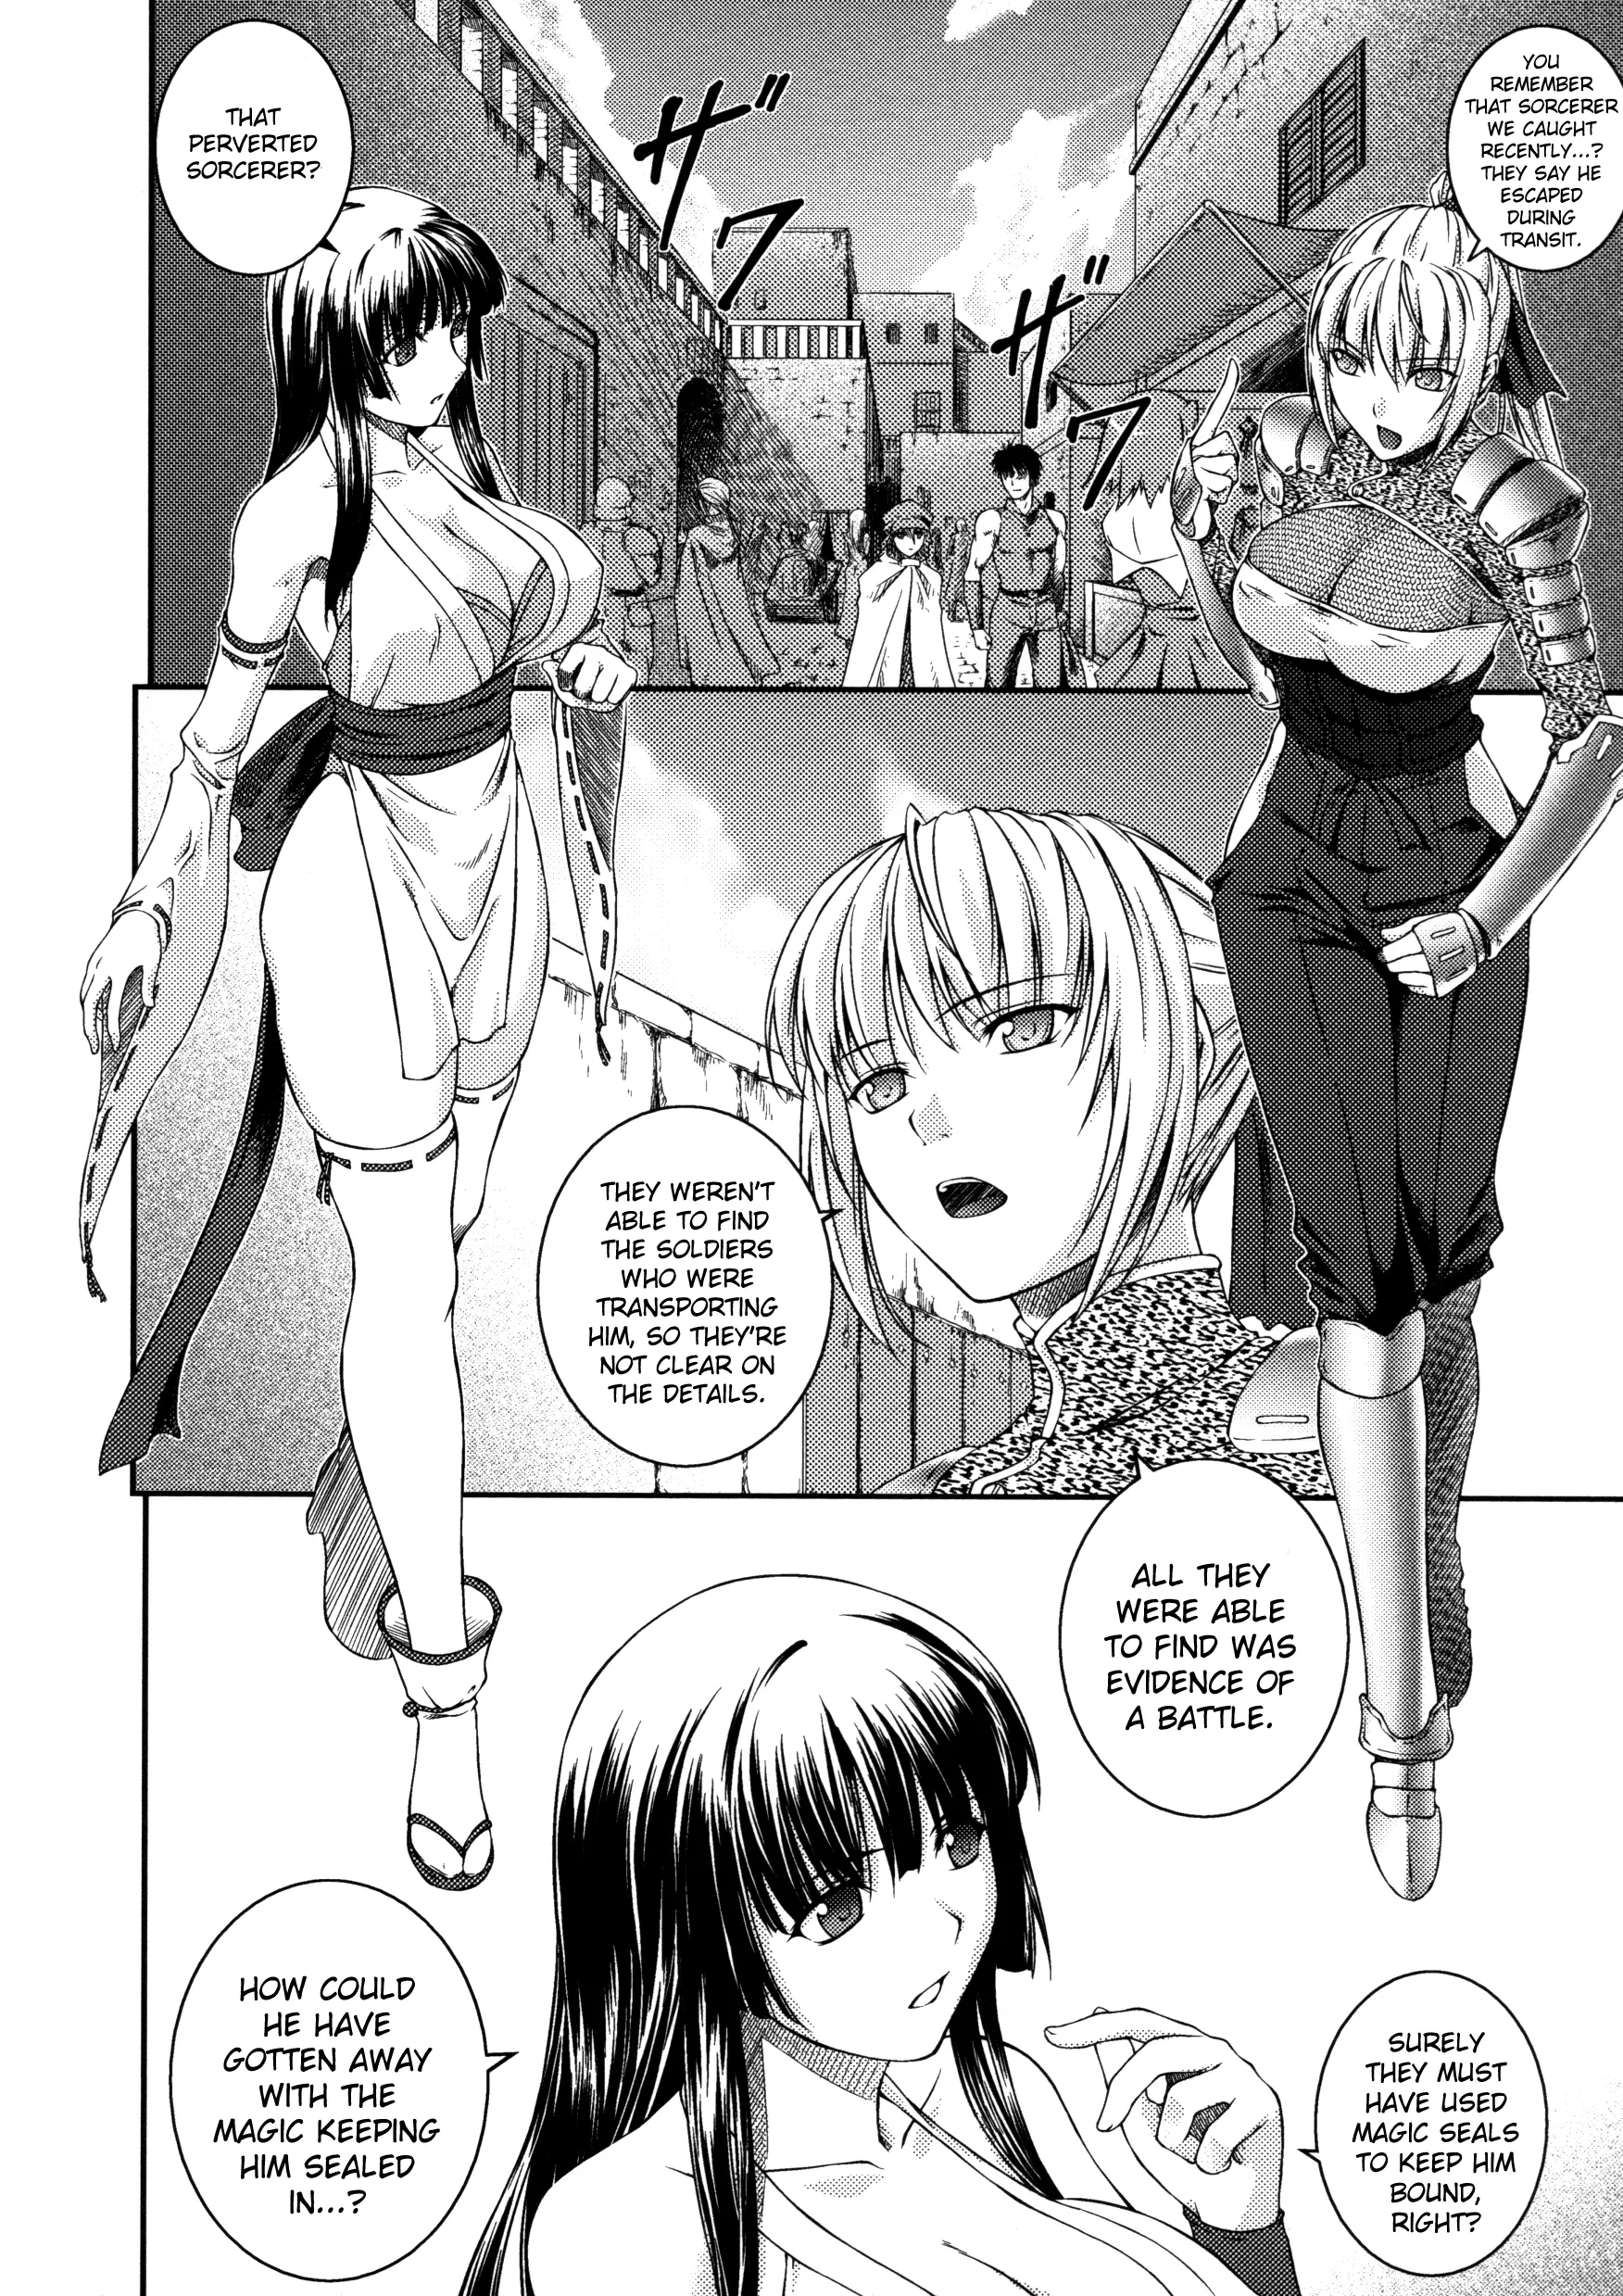 YOU
REMEMBER
THAT SORCERER
WE CAUGHT
RECENTLY...?
THEY SAY HE
ESCAPED
DURING
TRANSIT.
ザワ
ザワ
THAT
PERVERTED
SORCERER?
THEY WEREN'T
ABLE TO FIND
THE SOLDIERS
WHO WERE
TRANSPORTING
HIM, SO THEY'RE
NOT CLEAR ON
THE DETAILS.
ALL THEY
WERE ABLE
TO FIND WAS
EVIDENCE OF
A BATTLE.
SURELY
THEY MUST
HAVE USED
MAGIC SEALS
TO KEEP HIM
BOUND,
RIGHT?
HOW COULD
HE HAVE
GOTTEN AWAY
WITH THE
MAGIC KEEPING
HIM SEALED
IN...?